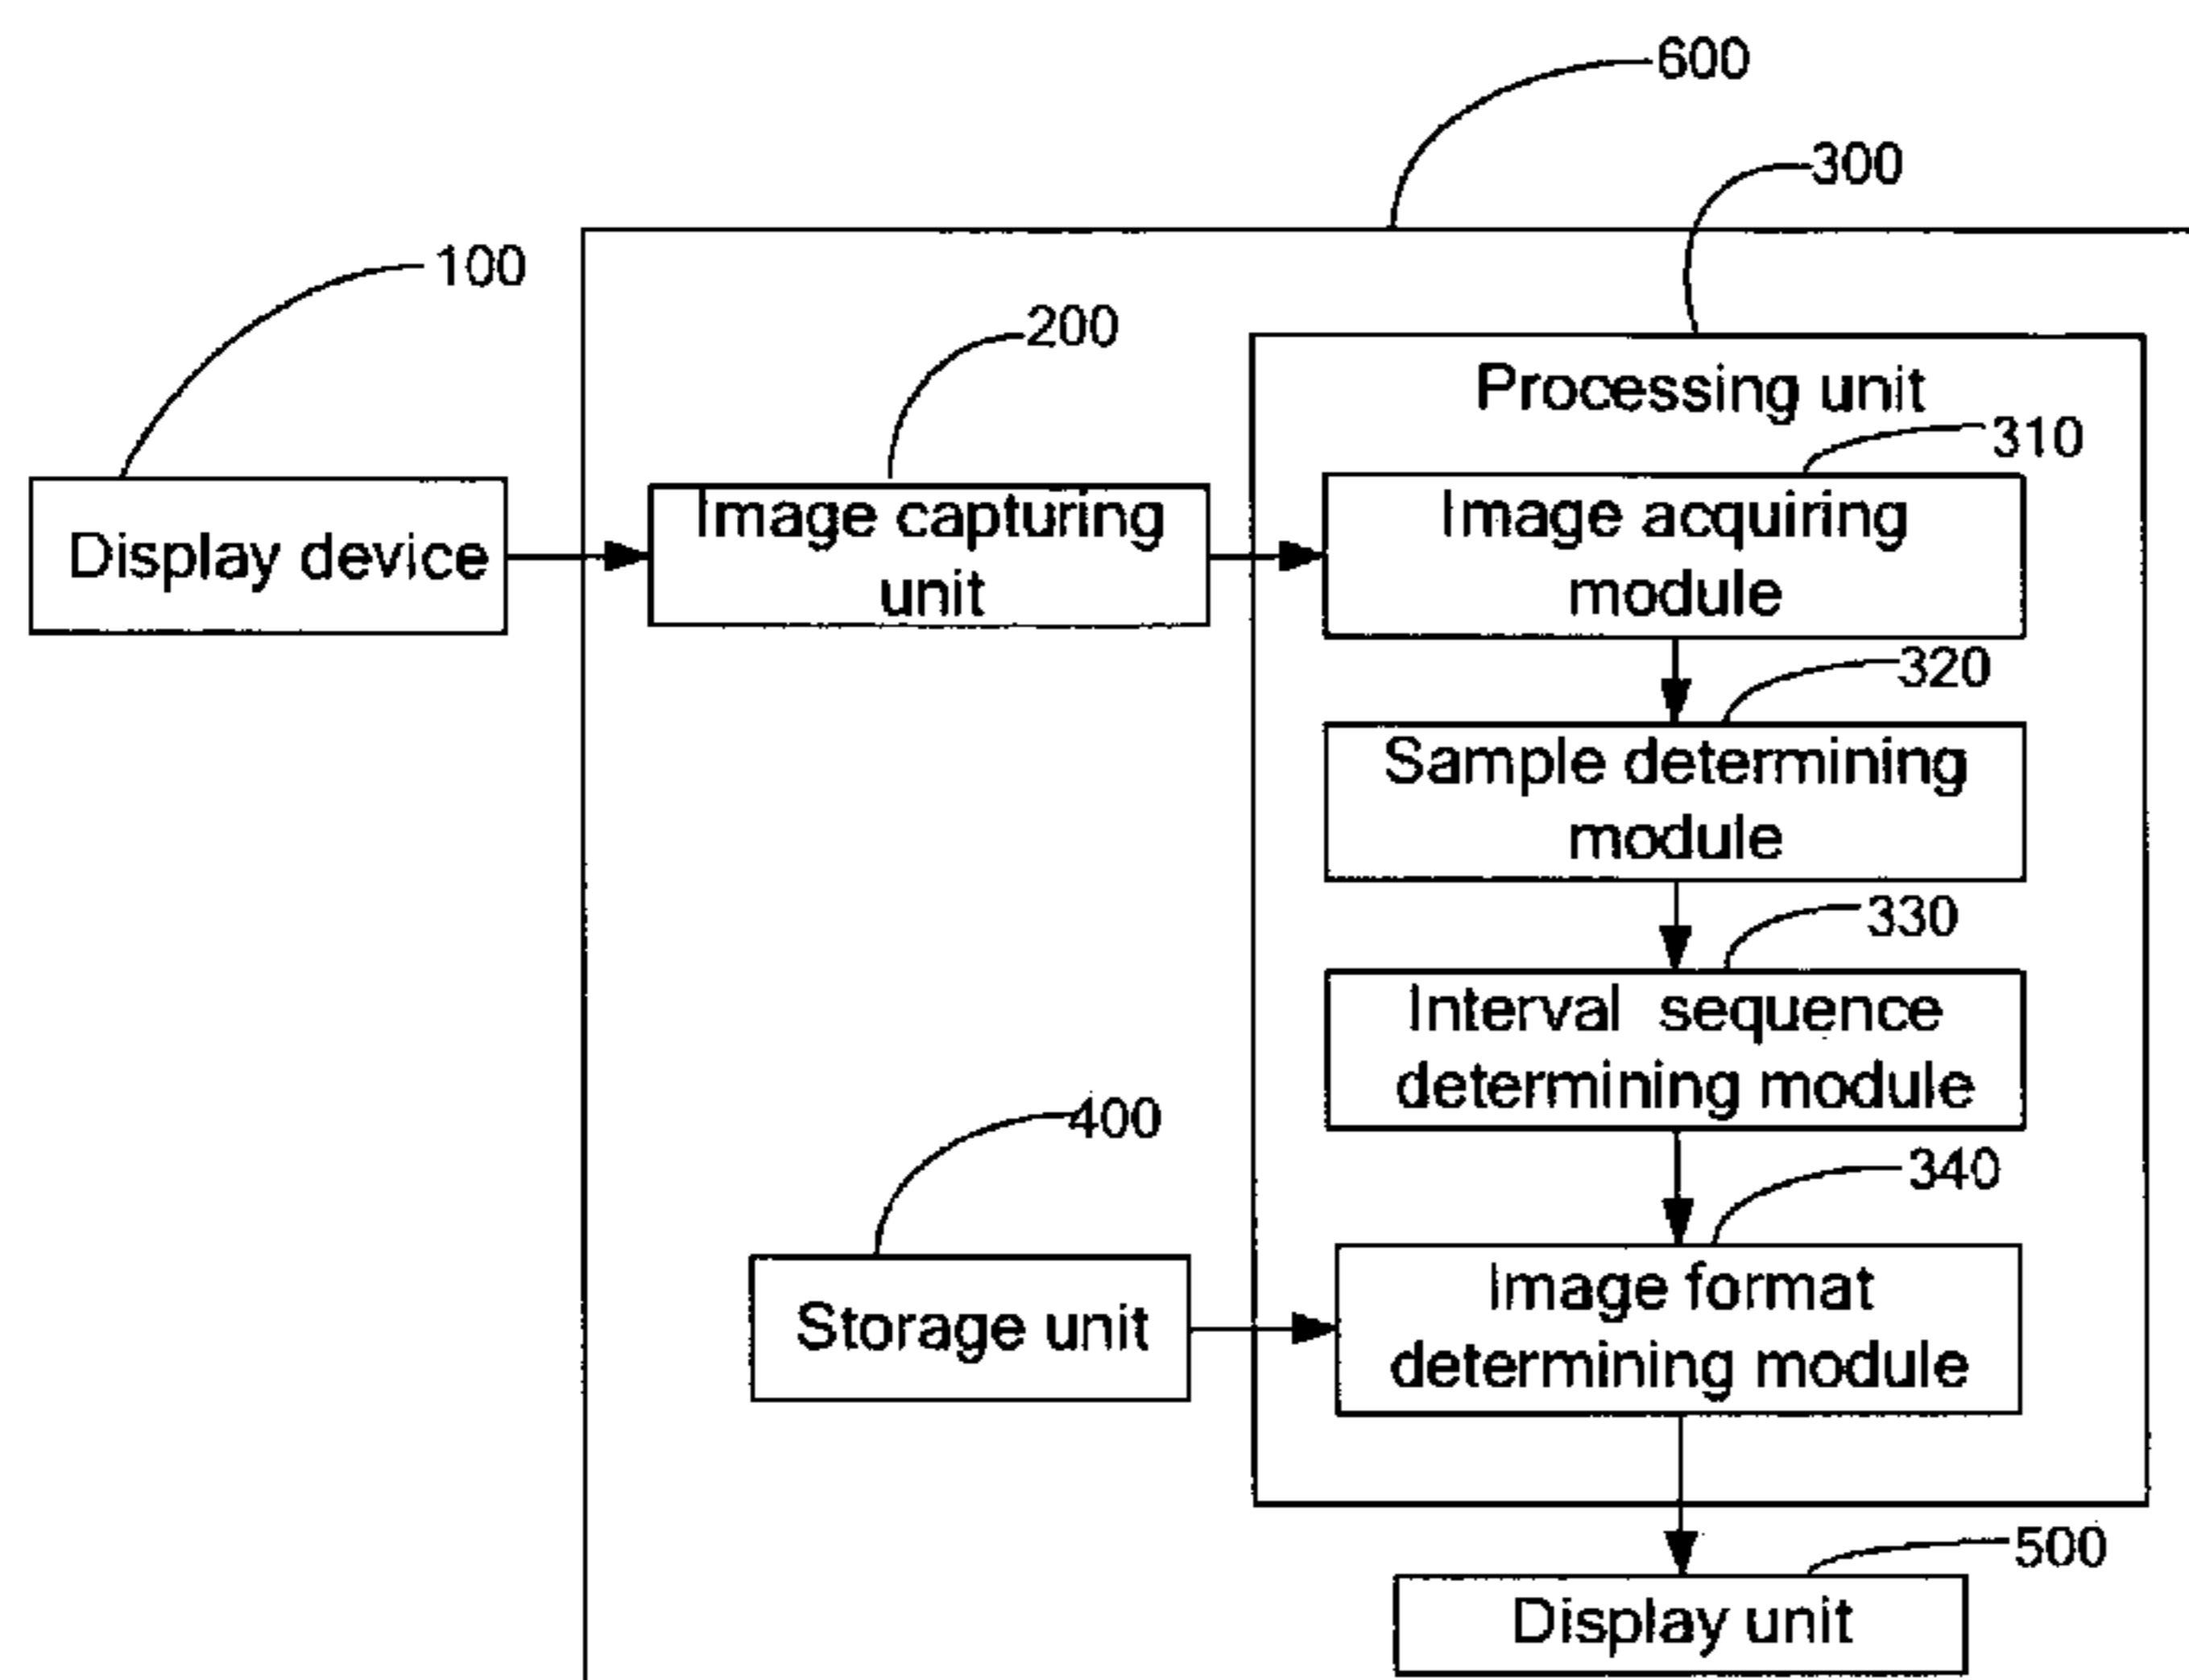 600
300
100
200
Processing unit
310
Display device
Image capturing
unit
Image acquiring
module
320
Sample determining
module
330
Interval sequence
determining module
400
340
Storage unit
Image format
determining module
500
Display unit